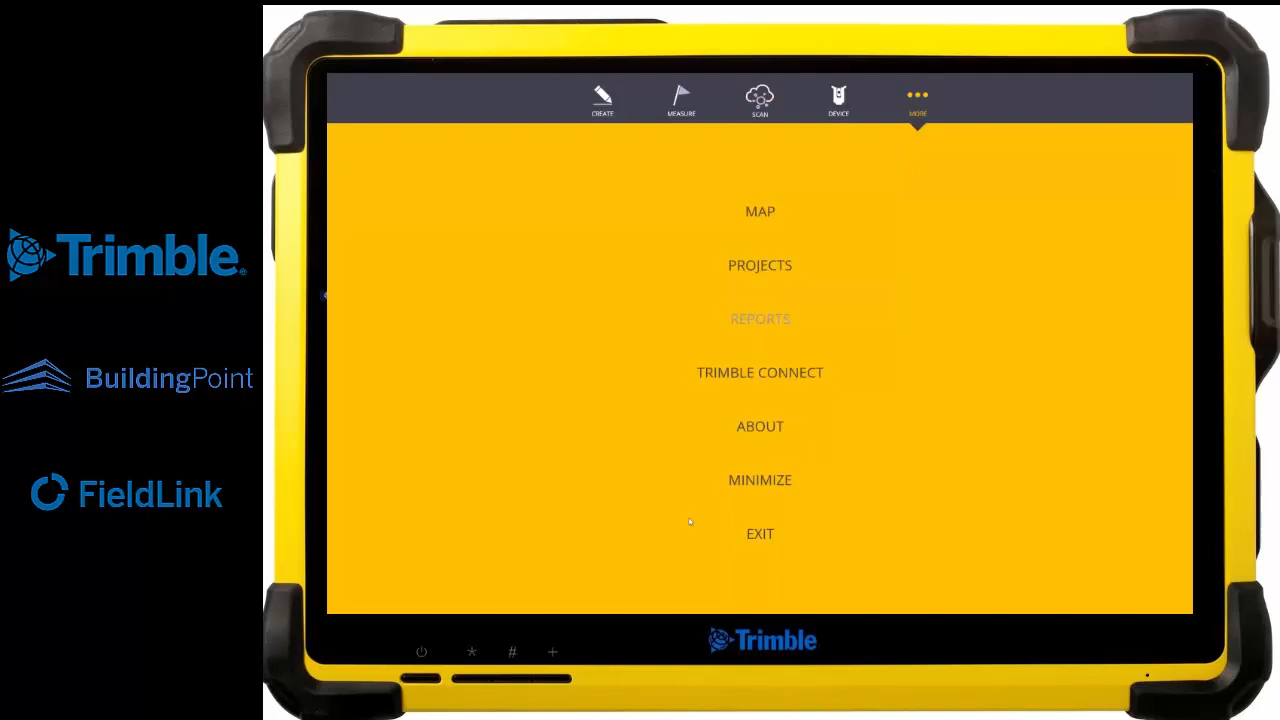 CREATE
MEASURE
SCAN
DEVICE
MORE
MAP
PROJECTS
REPORTS
TRIMBLE CONNECT
ABOUT
MINIMIZE
EXIT
Trimble®
BuildingPoint
FieldLink
Trimble
* # +